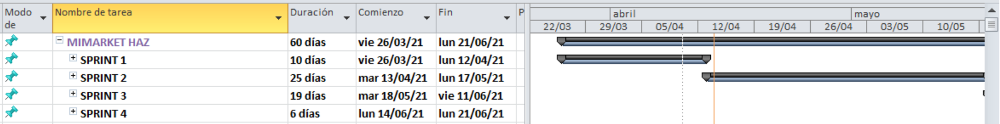 Modo de Nombre de tarea Duración Comienzo Fin P
abril mayo
22/03 29/03 05/04 12/04 19/04 26/04 03/05 10/05
MIMARKET HAZ 60 días vie 26/03/21 lun 21/06/21
SPRINT 1 10 días vie 26/03/21 lun 12/04/21
SPRINT 2 25 días mar 13/04/21 lun 17/05/21
SPRINT 3 19 días mar 18/05/21 vie 11/06/21
SPRINT 4 6 días lun 14/06/21 lun 21/06/21